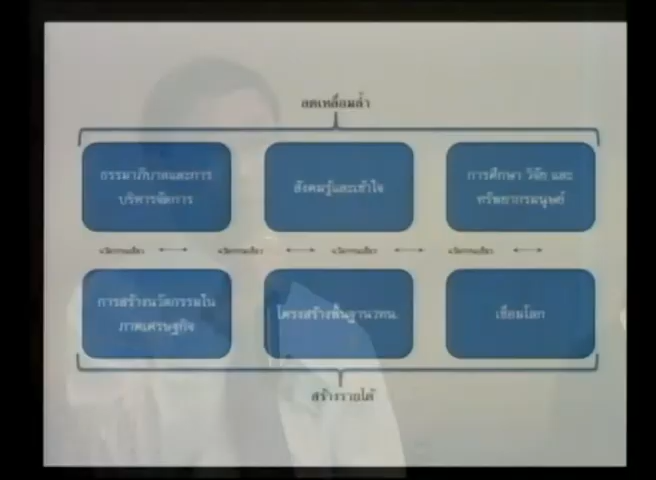 ลดเหลื่อมล้ำ
ธรรมาภิบาลและการ
บริหารจัดการ
สังคมรู้และเข้าใจ
การศึกษา วิจัย และ
ทรัพยากรมนุษย์
การสร้างนวัตกรรมใน
ภาคเศรษฐกิจ
โครงสร้างพื้นฐานวทน.
เชื่อมโลก
สร้างรายได้